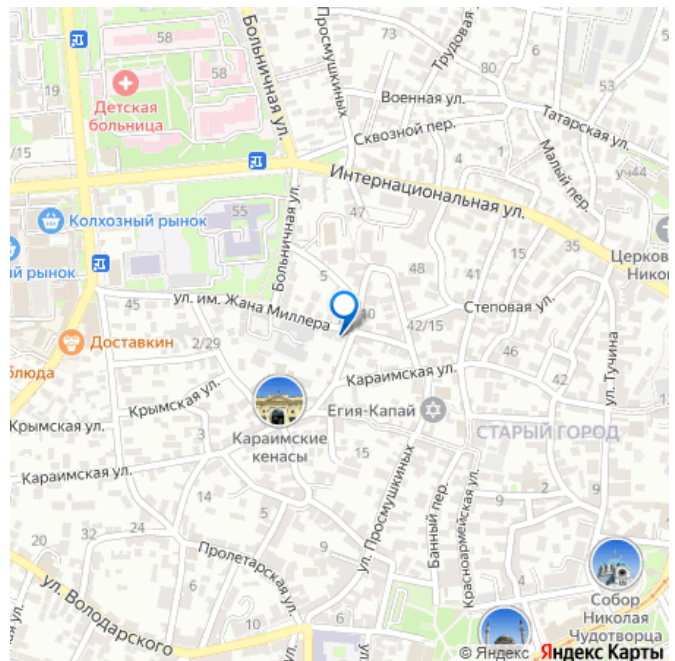 58
58
19
/15
Детская
больница
Больничная ул.
Просмушкиных
73
80
6
Трудовая ул.
Военная ул.
Татарская ул.
53
Сквозной пер.
4
1
Малый пер.
уч44
Интернациональная ул.
Колхозный рынок
й рынок
55
Больничная ул.
47
5
48
41
15
35
Церков
Нико
45
ул. им. Жана Миллера
42/15
Степовая ул.
ул. Тучина
Доставкин
блюда
2/29
46
42
Караимская ул.
Крымская ул.
Крымская ул.
Караимские
кенасы
Егия-Капай
СТАРЫЙ ГОРОД
3
15
Караимская ул.
14
5
9
2
9
20
32
24
ул. Просмушкиных
Банный пер.
Красноармейская ул.
Пролетарская ул.
4
6
ул. Володарского
10
Собор
Николая
Чудотворца
© Яндекс Яндекс Карты